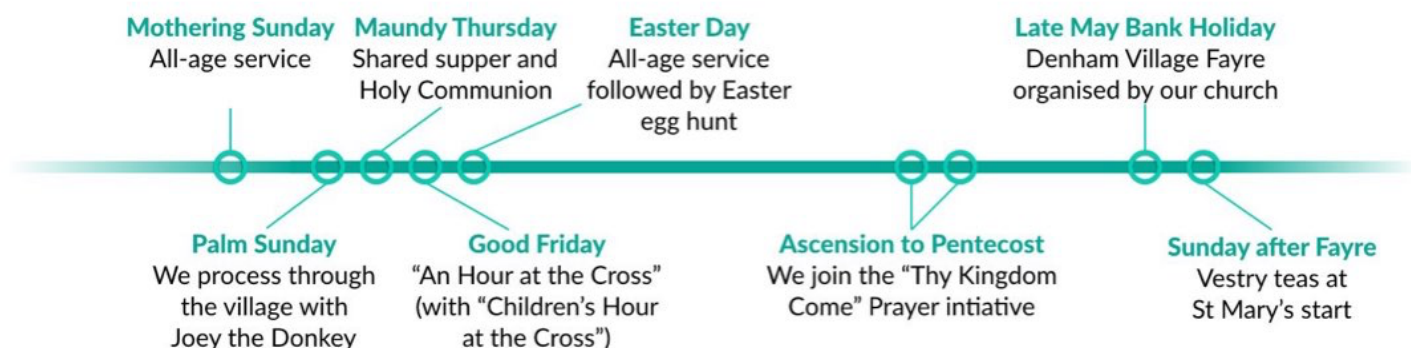 Mothering Sunday
All-age service
Maundy Thursday
Shared supper and
Holy Communion
Easter Day
All-age service
followed by Easter
egg hunt
Late May Bank Holiday
Denham Village Fayre
organised by our church
Palm Sunday
We process through
the village with
Joey the Donkey
Good Friday
“An Hour at the Cross”
(with “Children’s Hour
at the Cross”)
Ascension to Pentecost
We join the “Thy Kingdom
Come” Prayer intiative
Sunday after Fayre
Vestry teas at
St Mary’s start